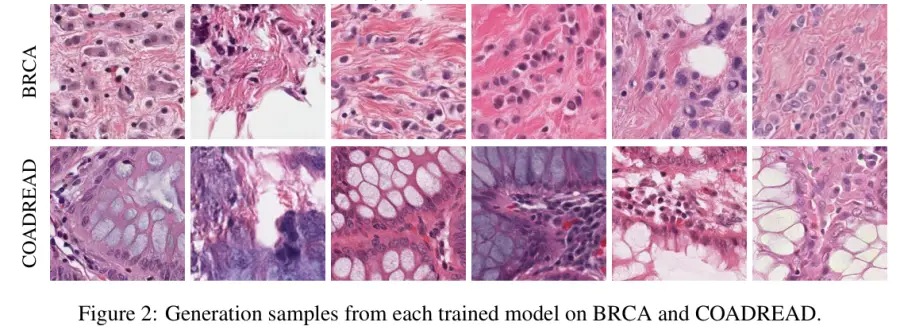 BRCA
COADREAD
Figure 2: Generation samples from each trained model on BRCA and COADREAD.